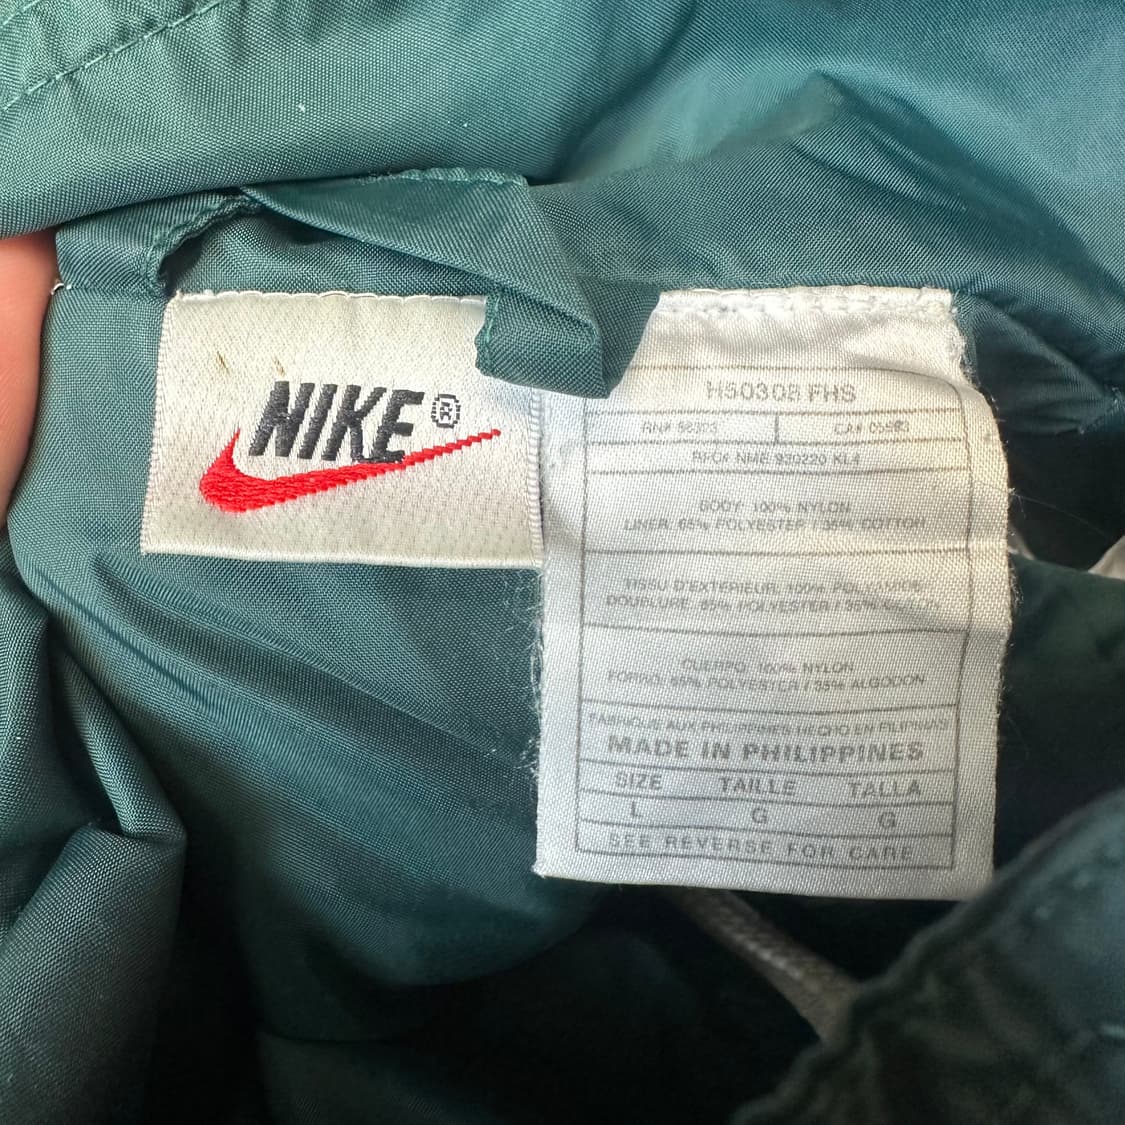 NIKE®
H50308 FHS
RN# 56323 CA# 05553
RFO# NME 920220 KL4
BODY: 100% NYLON
LINER: 65% POLYESTER / 35% COTTON
TISSU D'EXTERIEUR: 100% POLYAMIDE
DOUBLURE: 65% POLYESTER / 35% COTON
CUERPO: 100% NYLON
FORRO: 65% POLYESTER / 35% ALGODON
FABRIQUE AUX PHILIPPINES HECHO EN FILIPINAS
MADE IN PHILIPPINES
SIZE TAILLE TALLA
L G G
SEE REVERSE FOR CARE